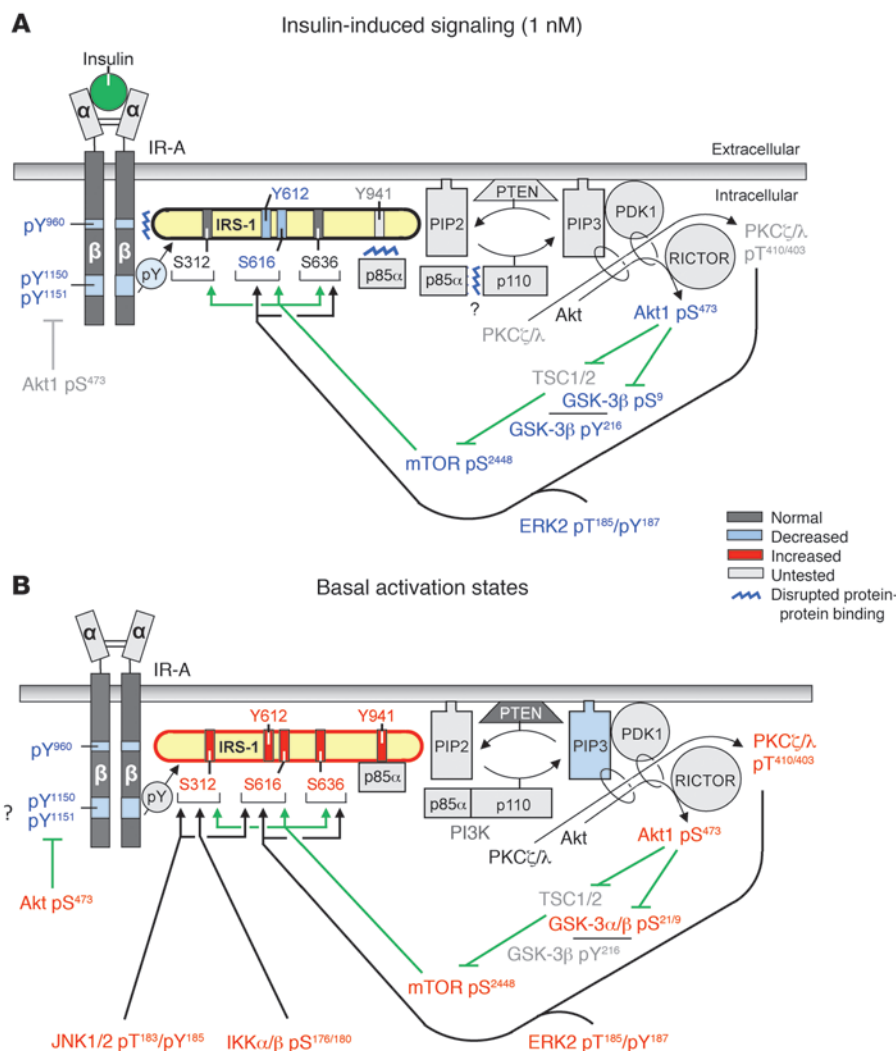 A
Insulin-induced signaling (1 nM)
Insulin
α α
IR-A
Extracellular
Intracellular
Y612
Y941
IRS-1
pY960
β
pY1150
pY1151
pY
S312
S616
S636
p85α
PIP2
PTEN
PIP3
PDK1
RICTOR
PKCζ/λ
pT410/403
p85α
p110
?
PKCζ/λ
Akt
Akt1 pS473
Akt1 pS473
TSC1/2
GSK-3β pS9
GSK-3β pY216
mTOR pS2448
ERK2 pT185/pY187
Normal
Decreased
Increased
Untested
Disrupted protein-
protein binding
B
Basal activation states
α α
IR-A
Y612
Y941
IRS-1
pY960
β
?
pY1150
pY1151
pY
S312
S616
S636
p85α
PIP2
PTEN
PIP3
PDK1
RICTOR
PKCζ/λ
pT410/403
p85α
p110
PI3K
PKCζ/λ
Akt
Akt1 pS473
Akt pS473
TSC1/2
GSK-3α/β pS21/9
GSK-3β pY216
mTOR pS2448
JNK1/2 pT183/pY185
IKKα/β pS176/180
ERK2 pT185/pY187